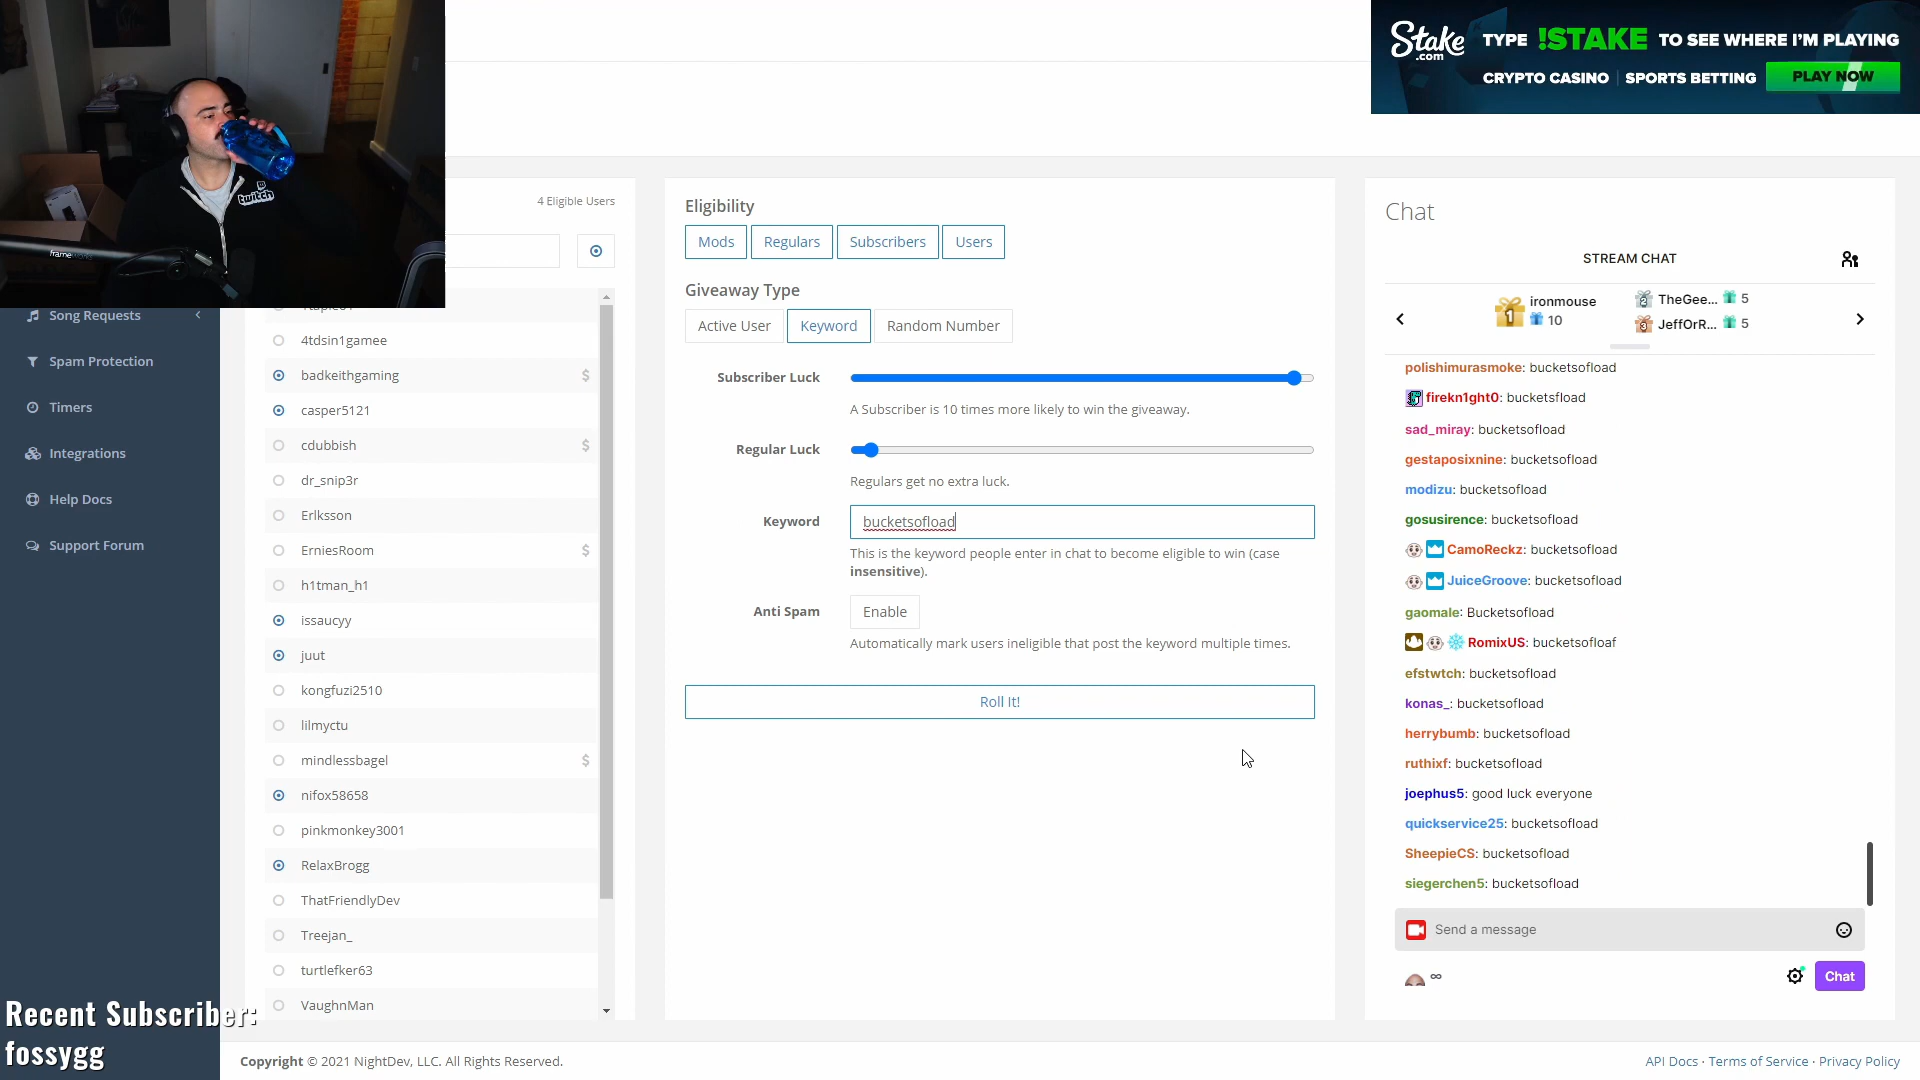 Stake.com
TYPE !STAKE TO SEE WHERE I'M PLAYING
CRYPTO CASINO | SPORTS BETTING
PLAY NOW
twitch
frame
Song Requests
Spam Protection
Timers
Integrations
Help Docs
Support Forum
Recent Subscriber:
fossygg
4 Eligible Users
4tdsin1gamee
badkeithgaming $
casper5121
cdubbish $
dr_snip3r
Erlksson
ErniesRoom $
h1tman_h1
issaucyy
juut
kongfuzi2510
lilmyctu
mindlessbagel $
nifox58658
pinkmonkey3001
RelaxBrogg
ThatFriendlyDev
Treejan_
turtlefker63
VaughnMan
Eligibility
Mods Regulars Subscribers Users
Giveaway Type
Active User Keyword Random Number
Subscriber Luck
A Subscriber is 10 times more likely to win the giveaway.
Regular Luck
Regulars get no extra luck.
Keyword bucketsofload
This is the keyword people enter in chat to become eligible to win (case
insensitive).
Anti Spam Enable
Automatically mark users ineligible that post the keyword multiple times.
Roll It!
Chat
STREAM CHAT
1 ironmouse 10
2 TheGee... 5
3 JeffOrR... 5
polishimurasmoke: bucketsofload
firekn1ght0: bucketsfload
sad_miray: bucketsofload
gestaposixnine: bucketsofload
modizu: bucketsofload
gosusirence: bucketsofload
CamoReckz: bucketsofload
JuiceGroove: bucketsofload
gaomale: Bucketsofload
RomixUS: bucketsofloaf
efstwtch: bucketsofload
konas_: bucketsofload
herrybumb: bucketsofload
ruthixf: bucketsofload
joephus5: good luck everyone
quickservice25: bucketsofload
SheepieCS: bucketsofload
siegerchen5: bucketsofload
Send a message
∞
Chat
Copyright © 2021 NightDev, LLC. All Rights Reserved.
API Docs · Terms of Service · Privacy Policy